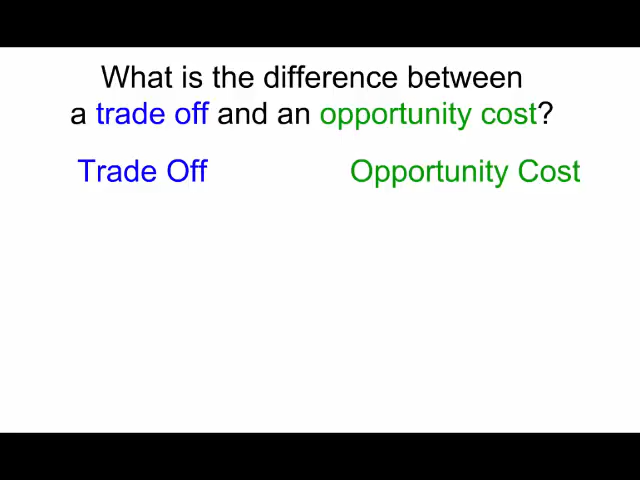 What is the difference between
a trade off and an opportunity cost?
Trade Off Opportunity Cost